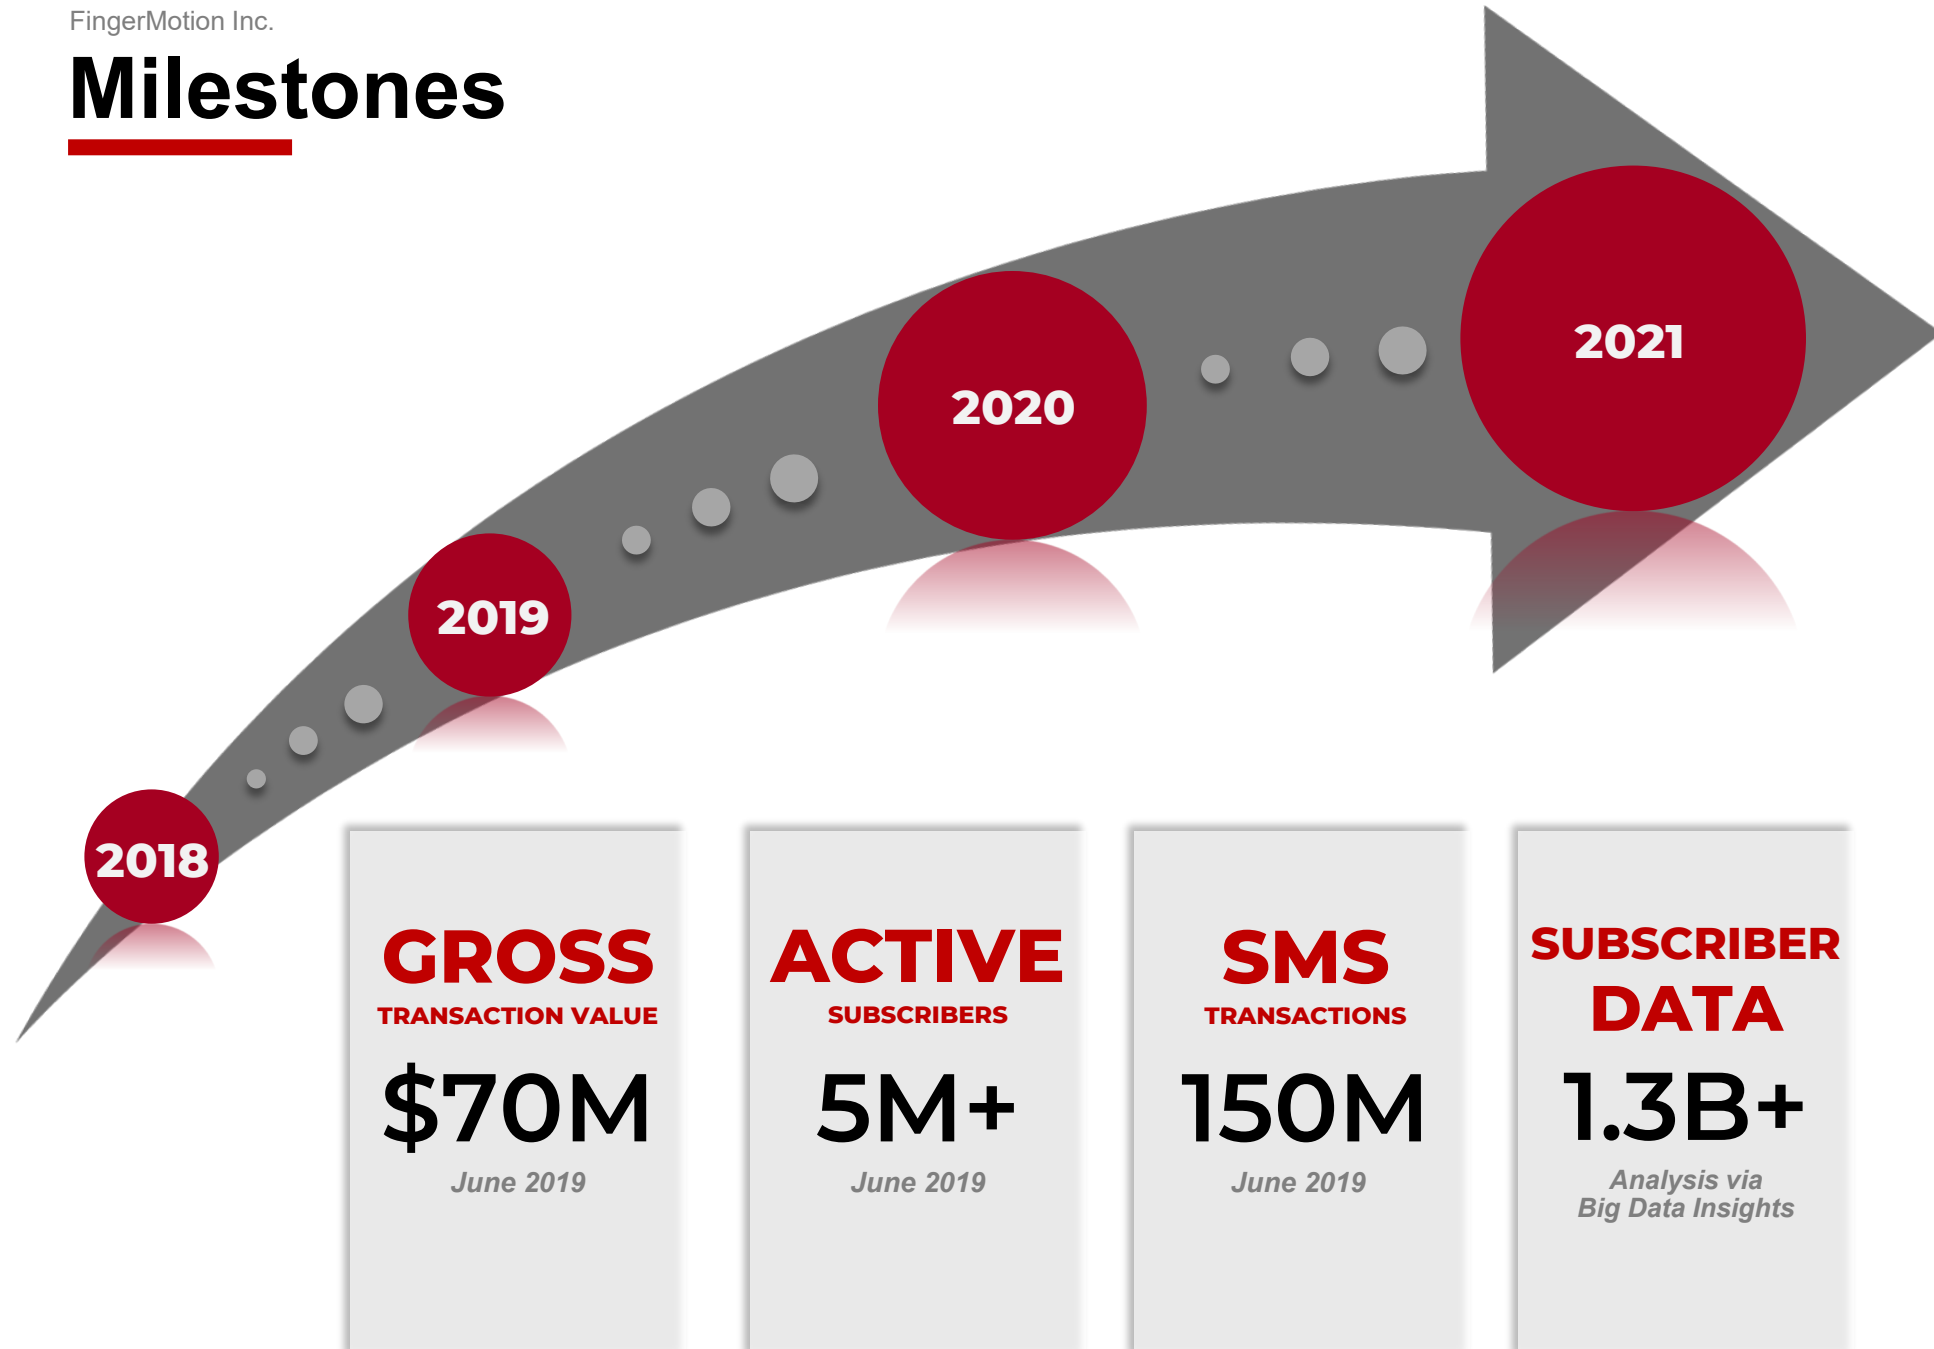 FingerMotion Inc.
Milestones
2018
2019
2020
2021
GROSS
TRANSACTION VALUE
$70M
June 2019
ACTIVE
SUBSCRIBERS
5M+
June 2019
SMS
TRANSACTIONS
150M
June 2019
SUBSCRIBER
DATA
1.3B+
Analysis via
Big Data Insights